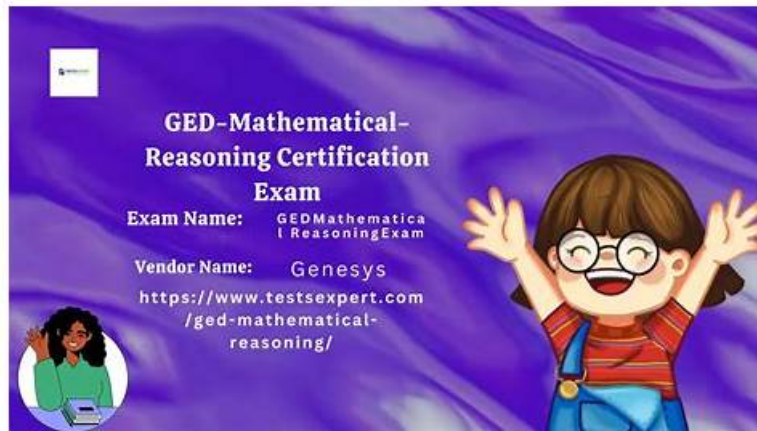 GED-Mathematical-
Reasoning Certification
Exam
Exam Name:
GEDMathematica
l ReasoningExam
Vendor Name:
Genesys
https://www.testsexpert.com
/ged-mathematical-
reasoning/